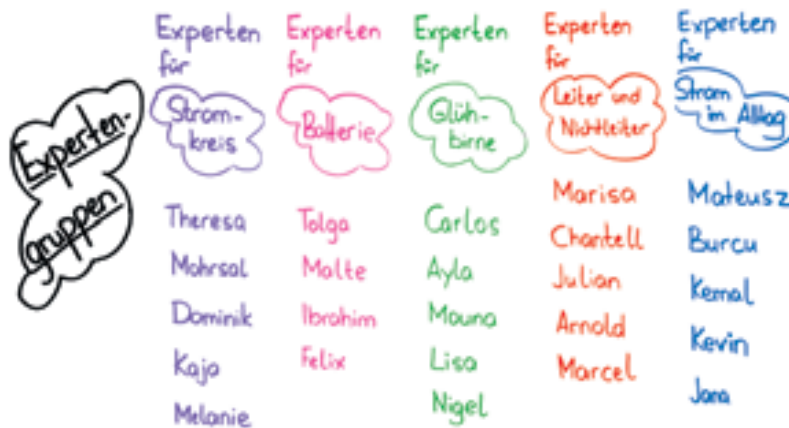 Experten-
gruppen
Experten
für
Strom-
kreis
Theresa
Mohrsal
Dominik
Kaja
Melanie
Experten
für
Batterie
Tolga
Malte
Ibrahim
Felix
Experten
für
Glüh-
birne
Carlos
Ayla
Mouna
Lisa
Nigel
Experten
für
Leiter und
Nichtleiter
Marisa
Chantell
Julian
Arnold
Marcel
Experten
für
Strom
im Alltag
Mateusz
Burcu
Kemal
Kevin
Jana